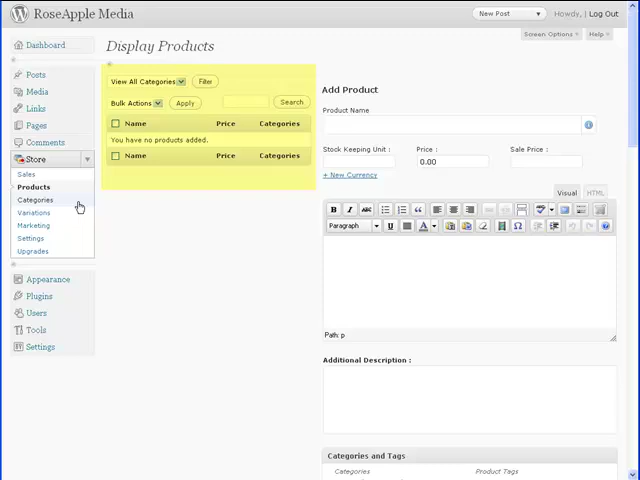 RoseApple Media
New Post
Howdy, | Log Out
Screen Options
Help
Dashboard
Posts
Media
Links
Pages
Comments
Store
Sales
Products
Categories
Variations
Marketing
Settings
Upgrades
Appearance
Plugins
Users
Tools
Settings
Display Products
View All Categories
Filter
Bulk Actions
Apply
Search
Name Price Categories
You have no products added.
Name Price Categories
Add Product
Product Name
Stock Keeping Unit : Price : Sale Price :
0.00
+ New Currency
Visual HTML
B I ABC
Paragraph U A Ω
Path: p
Additional Description :
Categories and Tags
Categories Product Tags